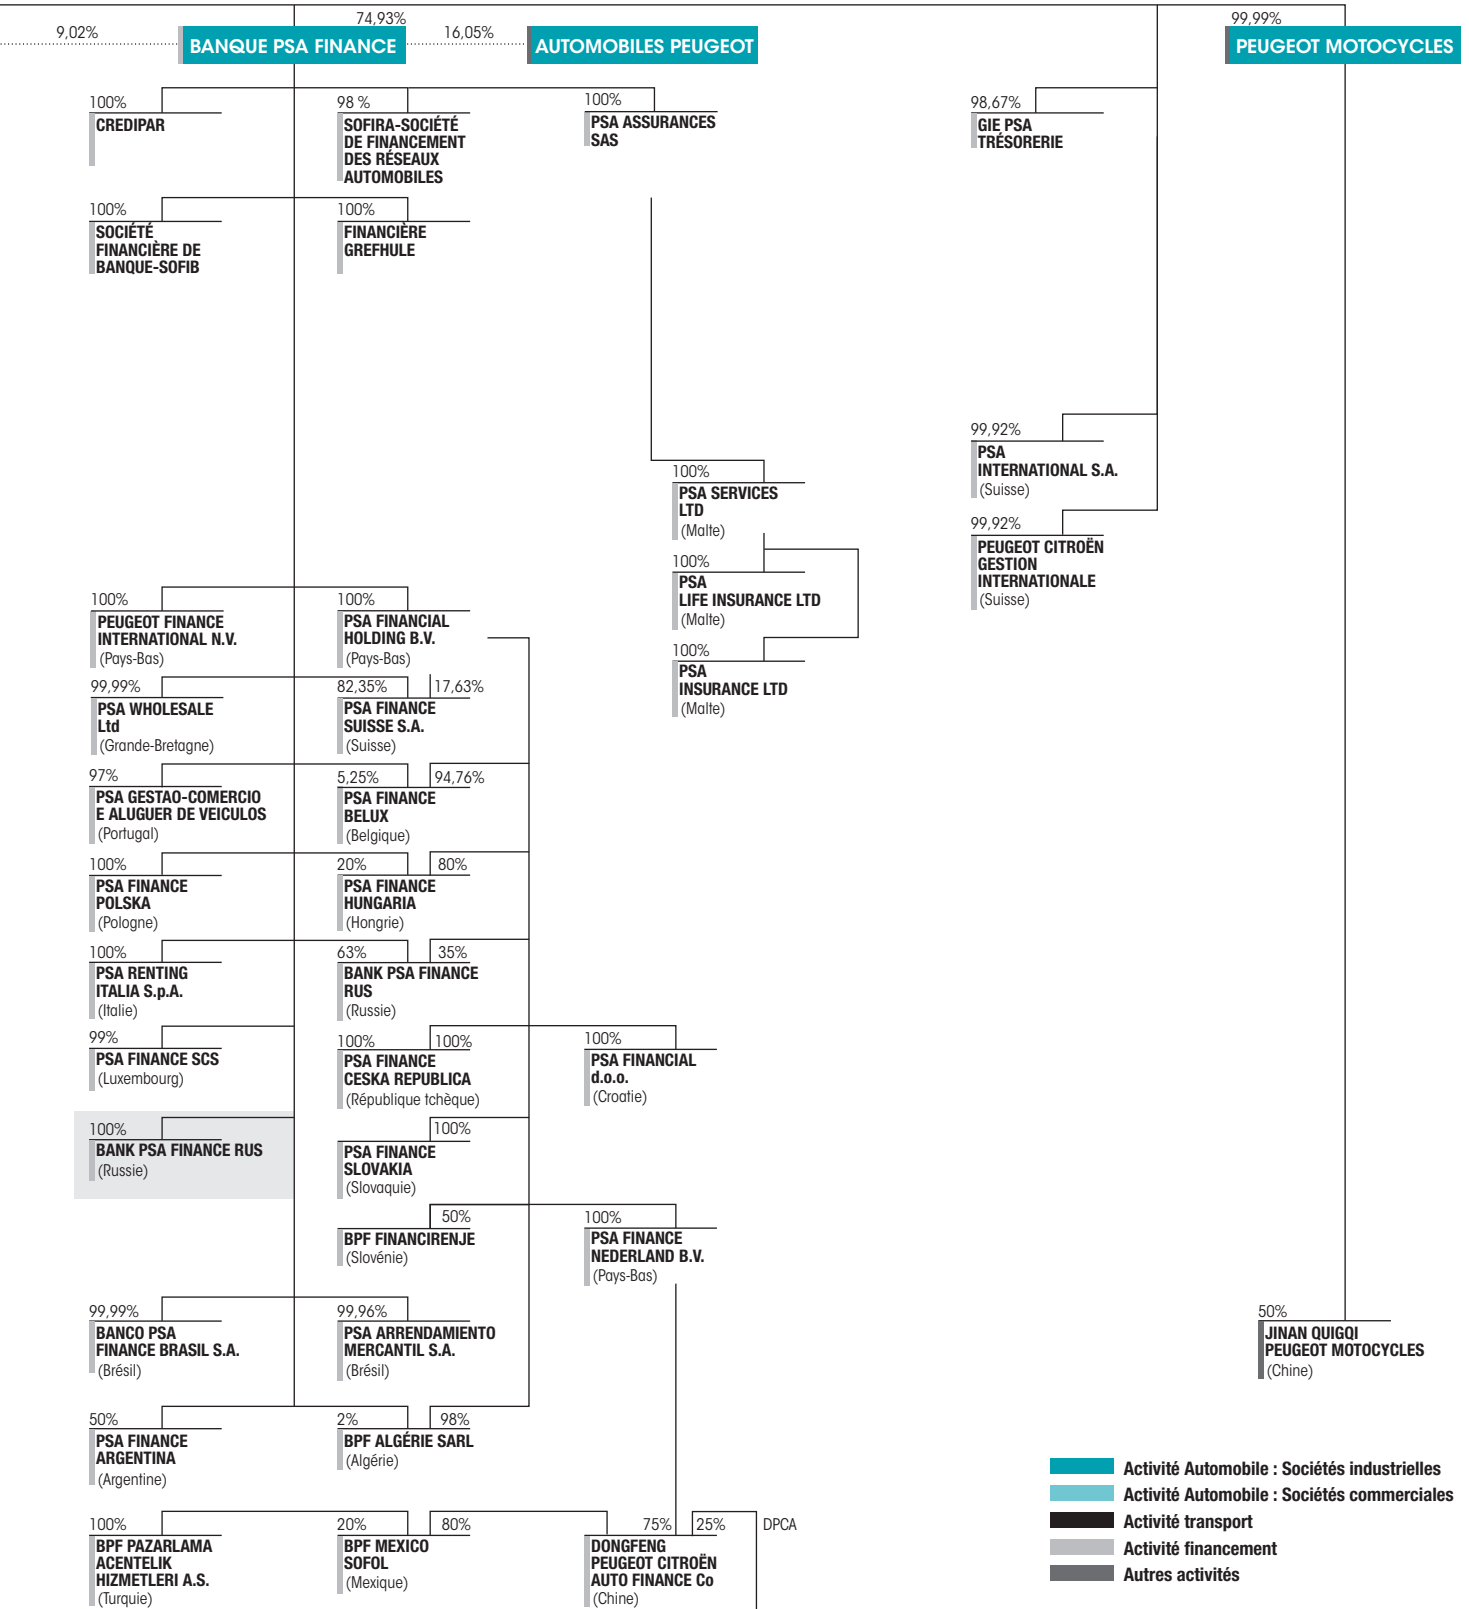 74,93%
99,99%
9,02%
16,05%
BANQUE PSA FINANCE
AUTOMOBILES PEUGEOT
PEUGEOT MOTOCYCLES
100%
CREDIPAR
98 %
SOFIRA-SOCIÉTÉ
DE FINANCEMENT
DES RÉSEAUX
AUTOMOBILES
100%
PSA ASSURANCES
SAS
98,67%
GIE PSA
TRÉSORERIE
100%
SOCIÉTÉ
FINANCIÈRE DE
BANQUE-SOFIB
100%
FINANCIÈRE
GREFHULE
99,92%
PSA
INTERNATIONAL S.A.
(Suisse)
100%
PSA SERVICES
LTD
(Malte)
99,92%
PEUGEOT CITROËN
GESTION
INTERNATIONALE
(Suisse)
100%
PSA
LIFE INSURANCE LTD
(Malte)
100%
PSA
INSURANCE LTD
(Malte)
100%
PEUGEOT FINANCE
INTERNATIONAL N.V.
(Pays-Bas)
100%
PSA FINANCIAL
HOLDING B.V.
(Pays-Bas)
99,99%
PSA WHOLESALE
Ltd
(Grande-Bretagne)
82,35%
17,63%
PSA FINANCE
SUISSE S.A.
(Suisse)
97%
PSA GESTAO-COMERCIO
E ALUGUER DE VEICULOS
(Portugal)
5,25%
94,76%
PSA FINANCE
BELUX
(Belgique)
100%
PSA FINANCE
POLSKA
(Pologne)
20%
80%
PSA FINANCE
HUNGARIA
(Hongrie)
100%
PSA RENTING
ITALIA S.p.A.
(Italie)
63%
35%
BANK PSA FINANCE
RUS
(Russie)
99%
PSA FINANCE SCS
(Luxembourg)
100%
100%
PSA FINANCE
CESKA REPUBLICA
(République tchèque)
100%
PSA FINANCIAL
d.o.o.
(Croatie)
100%
BANK PSA FINANCE RUS
(Russie)
100%
PSA FINANCE
SLOVAKIA
(Slovaquie)
50%
BPF FINANCIRENJE
(Slovénie)
100%
PSA FINANCE
NEDERLAND B.V.
(Pays-Bas)
99,99%
BANCO PSA
FINANCE BRASIL S.A.
(Brésil)
99,96%
PSA ARRENDAMIENTO
MERCANTIL S.A.
(Brésil)
50%
JINAN QUIGQI
PEUGEOT MOTOCYCLES
(Chine)
50%
PSA FINANCE
ARGENTINA
(Argentine)
2%
98%
BPF ALGÉRIE SARL
(Algérie)
100%
BPF PAZARLAMA
ACENTELIK
HIZMETLERI A.S.
(Turquie)
20%
80%
BPF MEXICO
SOFOL
(Mexique)
75%
25%
DPCA
DONGFENG
PEUGEOT CITROËN
AUTO FINANCE Co
(Chine)
Activité Automobile : Sociétés industrielles
Activité Automobile : Sociétés commerciales
Activité transport
Activité financement
Autres activités